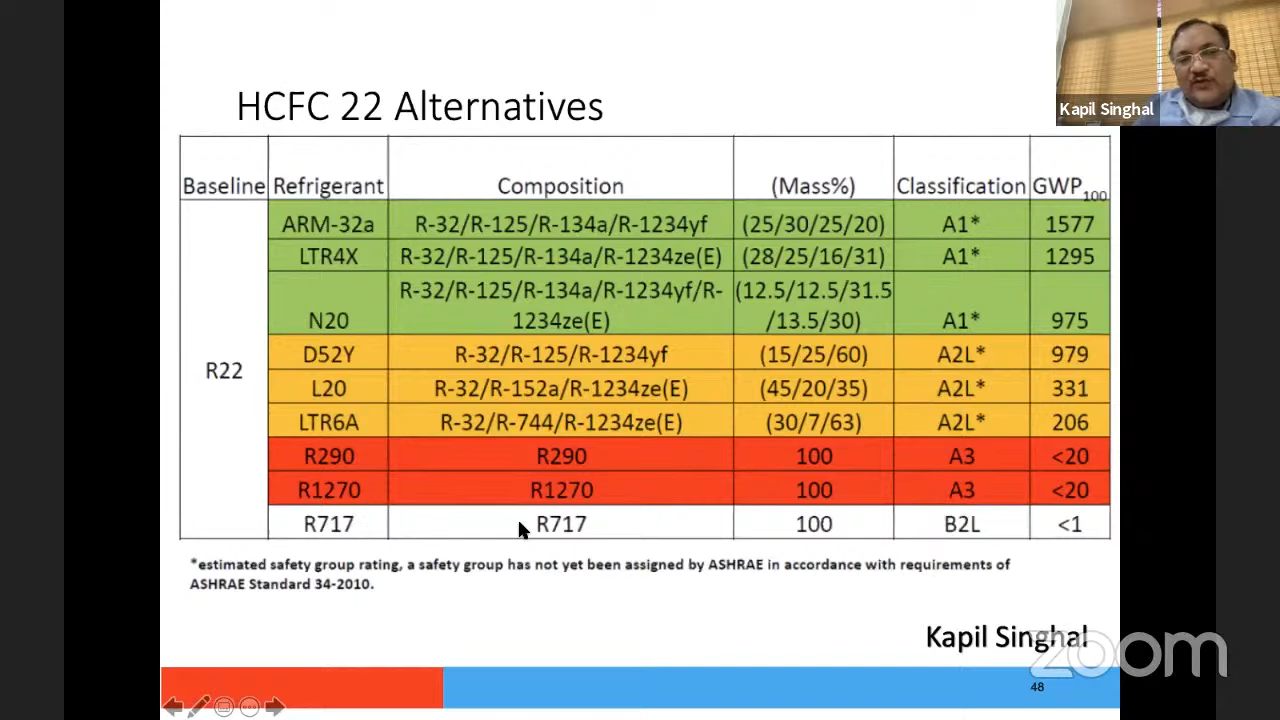 Kapil Singhal
HCFC 22 Alternatives
Baseline Refrigerant Composition (Mass%) Classification GWP100
R22
ARM-32a R-32/R-125/R-134a/R-1234yf (25/30/25/20) A1* 1577
LTR4X R-32/R-125/R-134a/R-1234ze(E) (28/25/16/31) A1* 1295
N20 R-32/R-125/R-134a/R-1234yf/R-1234ze(E) (12.5/12.5/31.5/13.5/30) A1* 975
D52Y R-32/R-125/R-1234yf (15/25/60) A2L* 979
L20 R-32/R-152a/R-1234ze(E) (45/20/35) A2L* 331
LTR6A R-32/R-744/R-1234ze(E) (30/7/63) A2L* 206
R290 R290 100 A3 <20
R1270 R1270 100 A3 <20
R717 R717 100 B2L <1
*estimated safety group rating, a safety group has not yet been assigned by ASHRAE in accordance with requirements of
ASHRAE Standard 34-2010.
Kapil Singhal
zoom
48